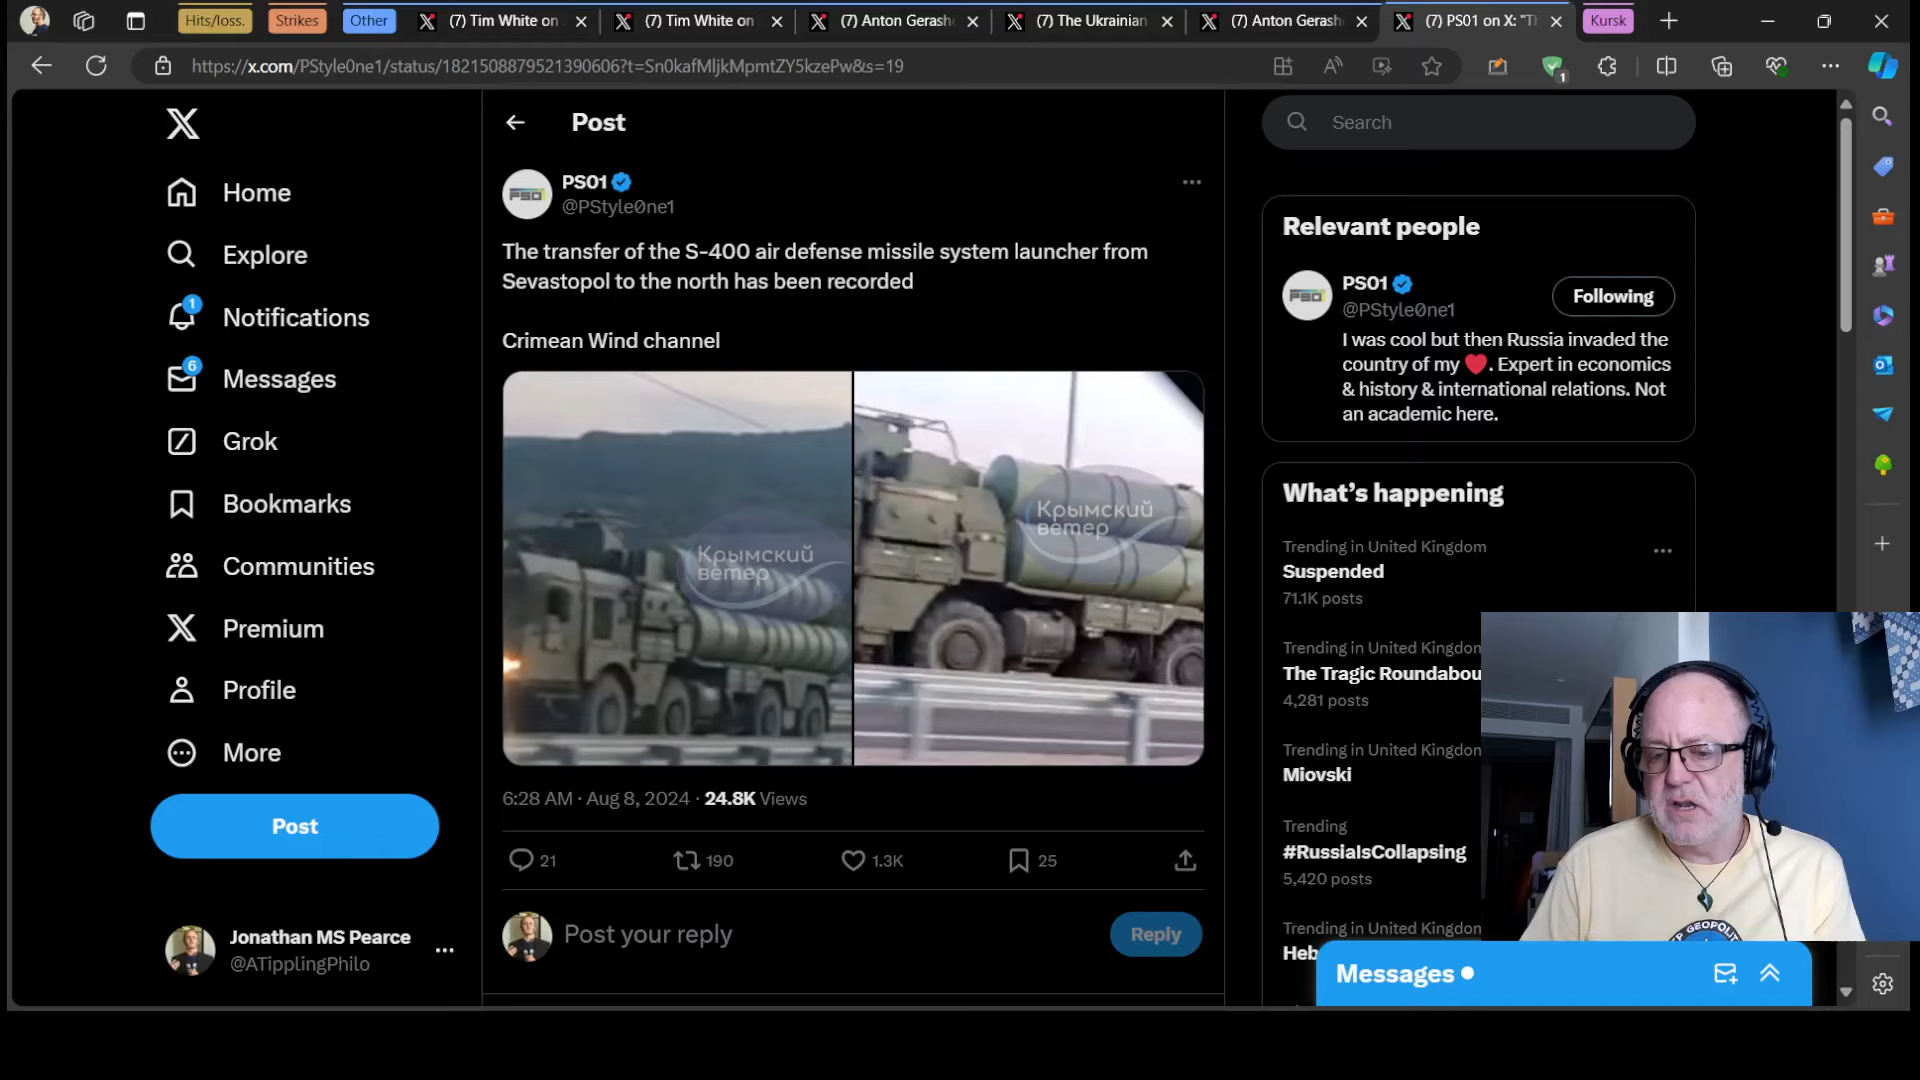 Hits/loss.
Strikes
Other
(7) Tim White on
(7) Tim White on
(7) Anton Gerash
(7) The Ukrainian
(7) Anton Gerash
(7) PS01 on X: "Th
Kursk
https://x.com/PStyle0ne1/status/1821508879521390606?t=Sn0kafMljkMpmtZY5kzePw&s=19
1
Home
Explore
1
Notifications
6
Messages
Grok
Bookmarks
Communities
Premium
Profile
More
Post
Jonathan MS Pearce
@ATipplingPhilo
Post
PS01
@PStyle0ne1
The transfer of the S-400 air defense missile system launcher from
Sevastopol to the north has been recorded
Crimean Wind channel
Крымский
ветер
Крымский
ветер
6:28 AM · Aug 8, 2024 · 24.8K Views
21
190
1.3K
25
Post your reply
Reply
Search
Relevant people
PS01
@PStyle0ne1
Following
I was cool but then Russia invaded the
country of my ❤️. Expert in economics
& history & international relations. Not
an academic here.
What's happening
Trending in United Kingdom
Suspended
71.1K posts
Trending in United Kingdom
The Tragic Roundabou
4,281 posts
Trending in United Kingdom
Miovski
Trending
#RussiaIsCollapsing
5,420 posts
Trending in United Kingdom
Heb
Messages